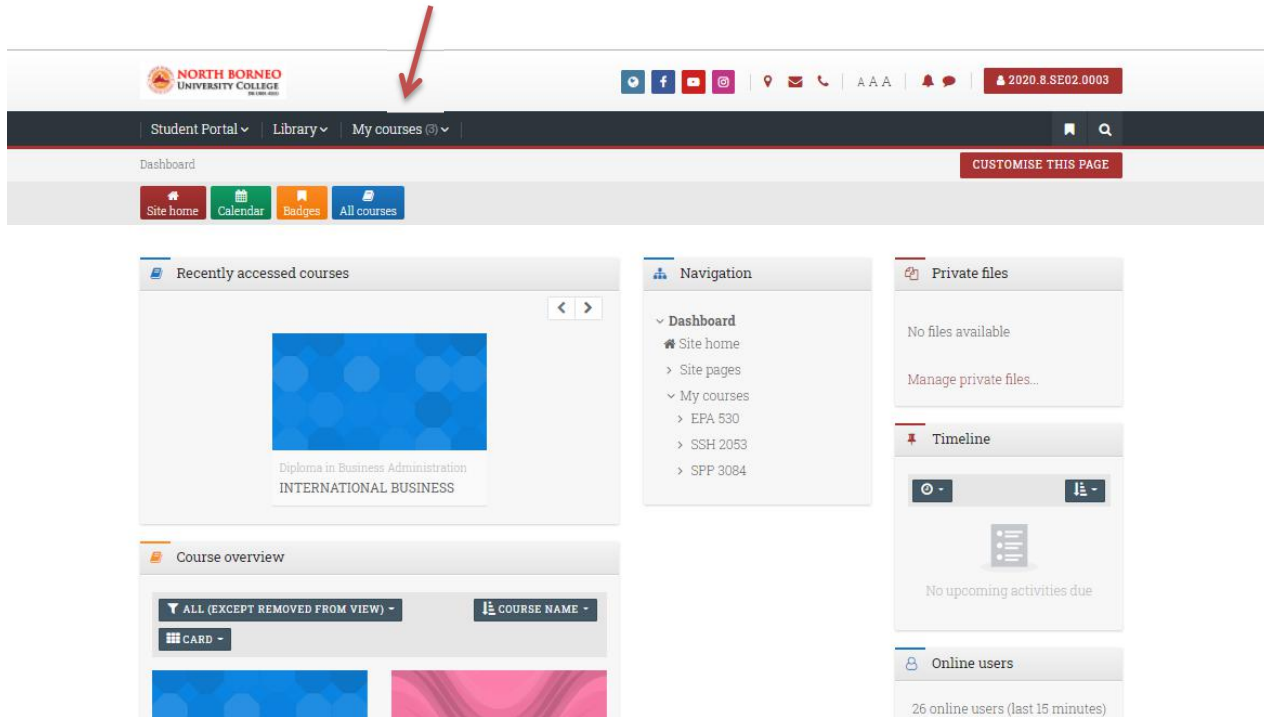 NORTH BORNEO
UNIVERSITY COLLEGE
A A A
2020.8.SE02.0003
Student Portal
Library
My courses (3)
Dashboard
CUSTOMISE THIS PAGE
Site home
Calendar
Badges
All courses
Recently accessed courses
Diploma in Business Administration
INTERNATIONAL BUSINESS
Course overview
ALL (EXCEPT REMOVED FROM VIEW)
COURSE NAME
CARD
Navigation
Dashboard
Site home
Site pages
My courses
EPA 530
SSH 2053
SPP 3084
Private files
No files available
Manage private files...
Timeline
No upcoming activities due
Online users
26 online users (last 15 minutes)